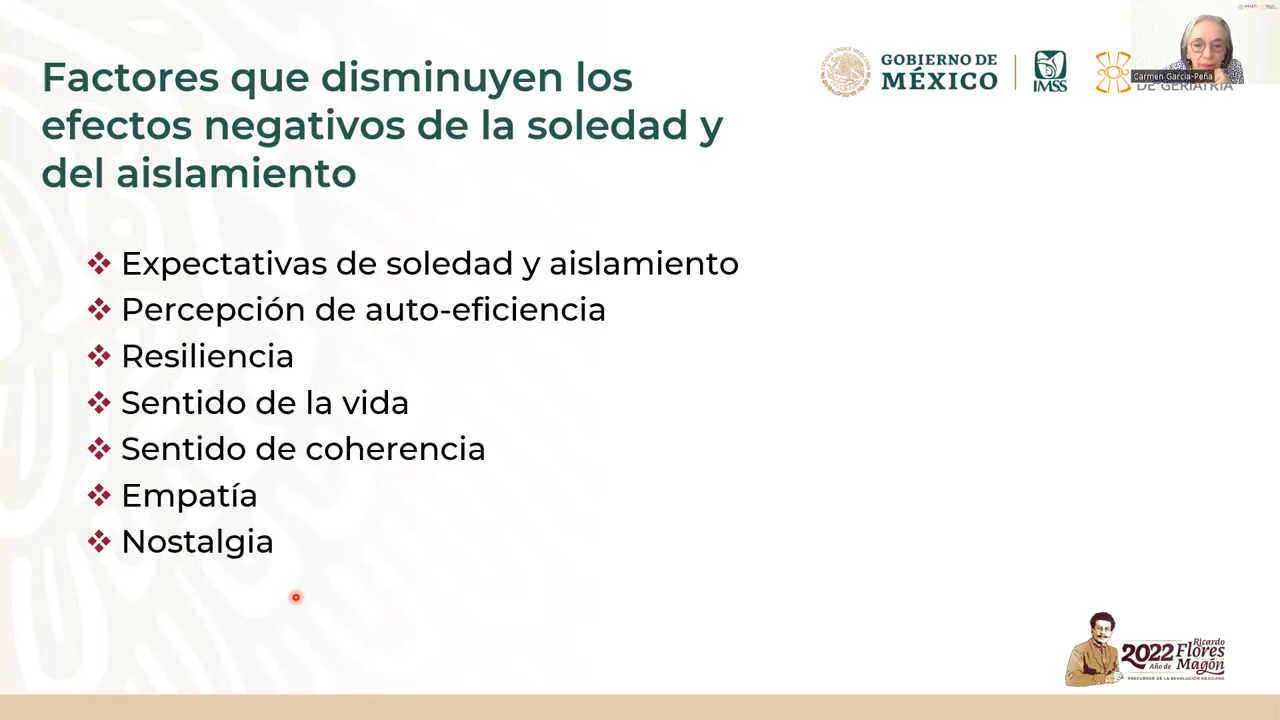 Factores que disminuyen los
efectos negativos de la soledad y
del aislamiento
GOBIERNO DE
MÉXICO
IMSS
DE GERIATRÍA
Carmen García-Peña
Expectativas de soledad y aislamiento
Percepción de auto-eficiencia
Resiliencia
Sentido de la vida
Sentido de coherencia
Empatía
Nostalgia
2022
Año de
Ricardo
Flores
Magón
PRECURSOR DE LA REVOLUCIÓN MEXICANA